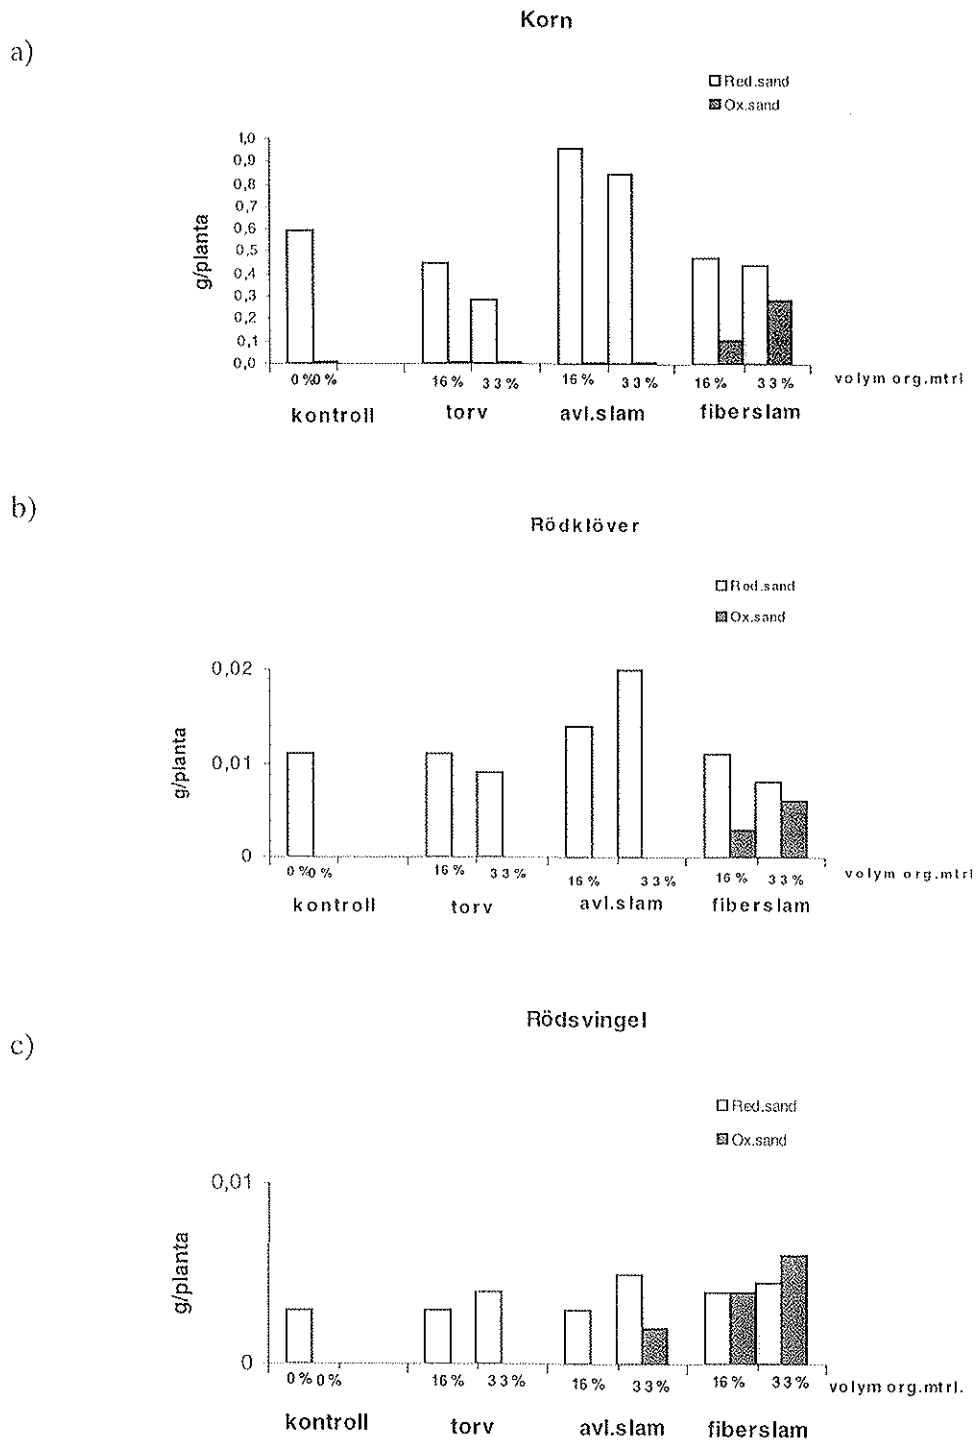 Korn
a)
Red.sand
Ox.sand
1,0
0,9
0,8
0,7
0,6
0,5
0,4
0,3
0,2
0,1
0,0
g/planta
0%0%
16%
33%
16%
33%
16%
33%
volym org.mtrl
kontroll
torv
avl.slam
fiberslam
b)
Rödklöver
Red.sand
Ox.sand
0,02
0,01
0
g/planta
0%0%
16%
33%
16%
33%
16%
33%
volym org.mtrl
kontroll
torv
avl.slam
fiberslam
Rödsvingel
c)
Red.sand
Ox.sand
0,01
0
g/planta
0%0%
16%
33%
16%
33%
16%
33%
volym org.mtrl.
kontroll
torv
avl.slam
fiberslam